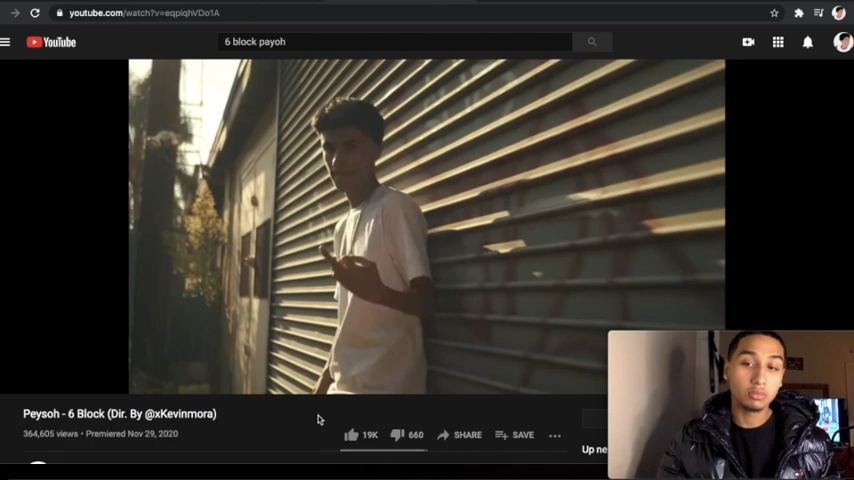 youtube.com/watch?v=eqpiqhVDo1A
YouTube
6 block payoh
Peysoh - 6 Block (Dir. By @xKevinmora)
364,605 views • Premiered Nov 29, 2020
19K
660
SHARE
SAVE
Up ne